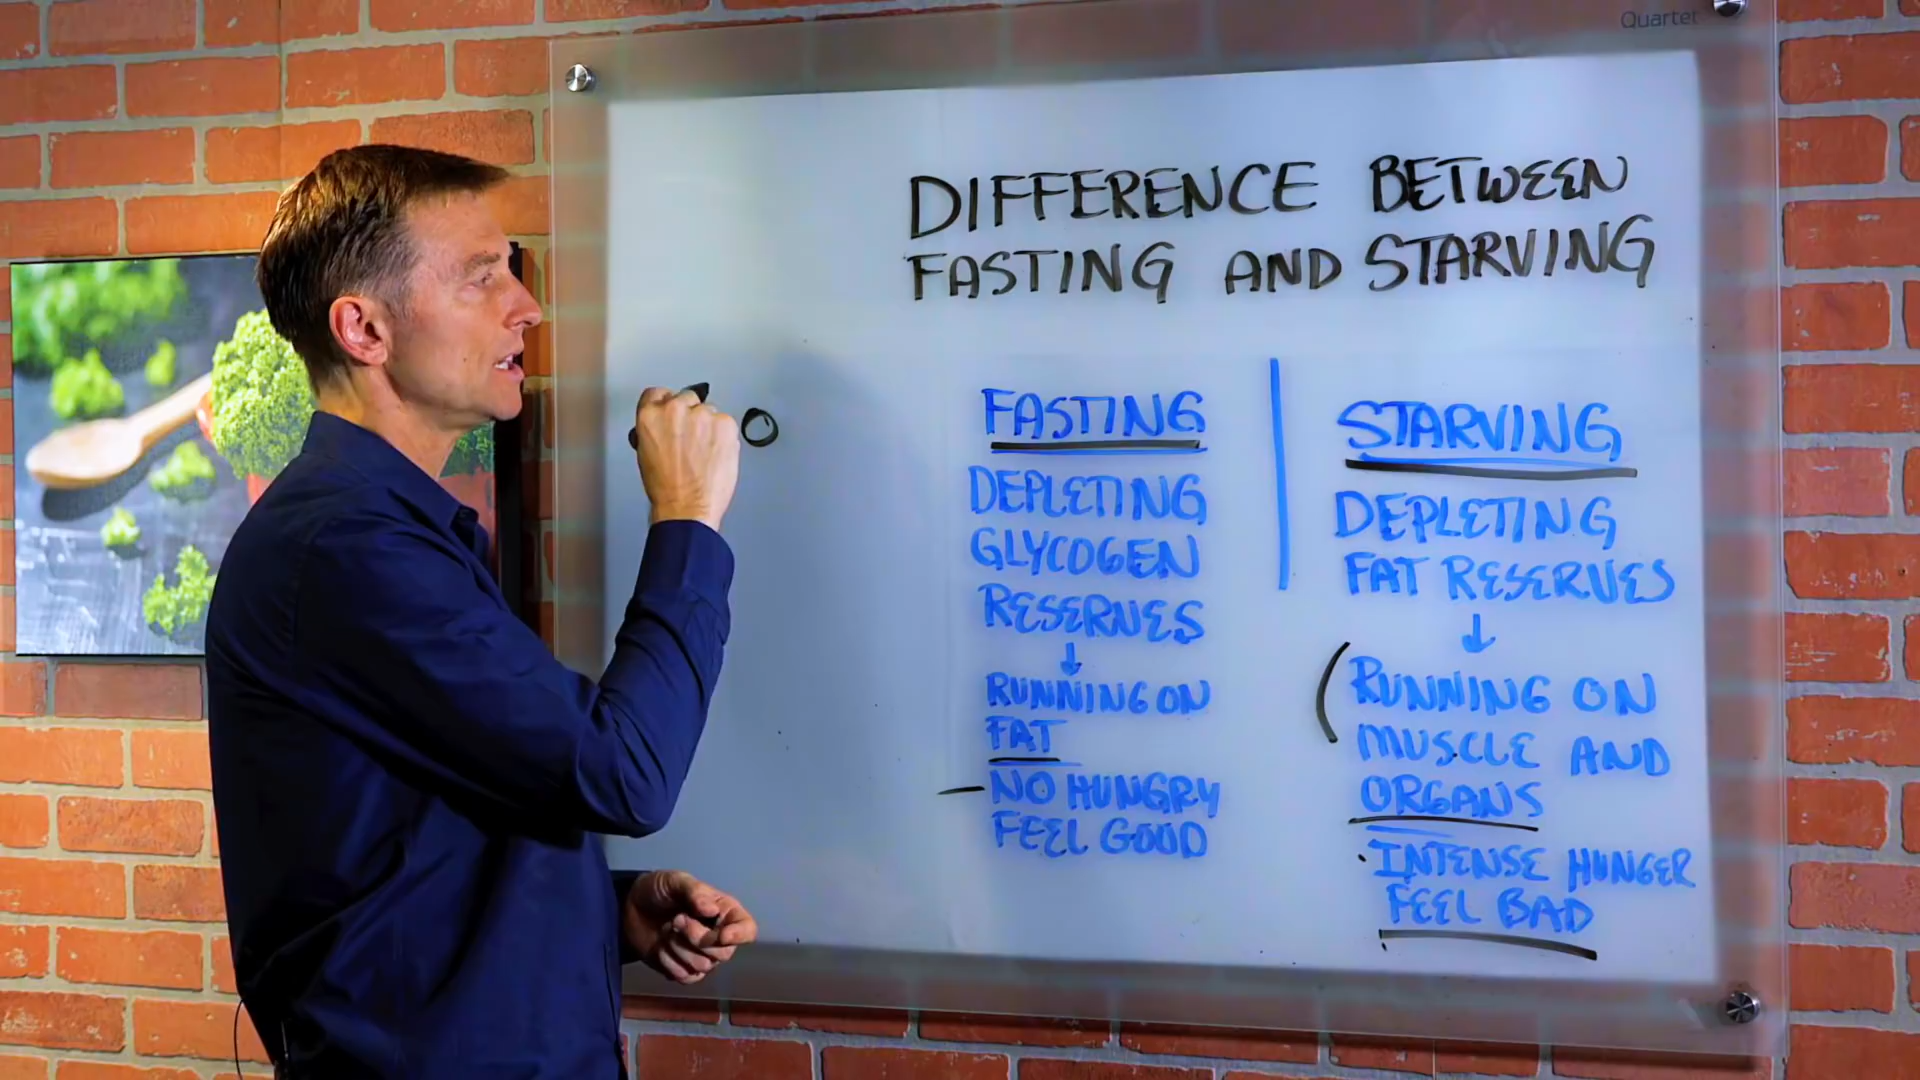 Quartet
DIFFERENCE BETWEEN
FASTING AND STARVING
FASTING
DEPLETING
GLYCOGEN
RESERVES
↓
RUNNING ON
FAT
- NO HUNGRY
FEEL GOOD
STARVING
DEPLETING
FAT RESERVES
↓
(RUNNING ON
MUSCLE AND
ORGANS
· INTENSE HUNGER
FEEL BAD
O